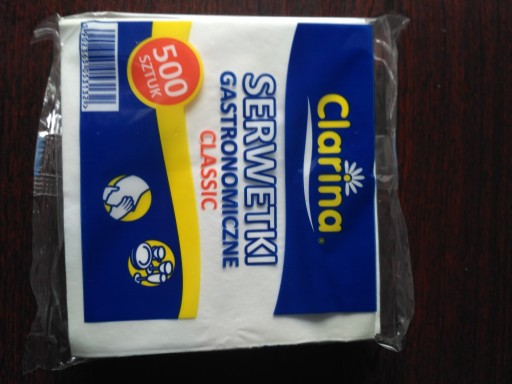 Clarina®
SERWETKI
GASTRONOMICZNE
CLASSIC
500
SZTUK